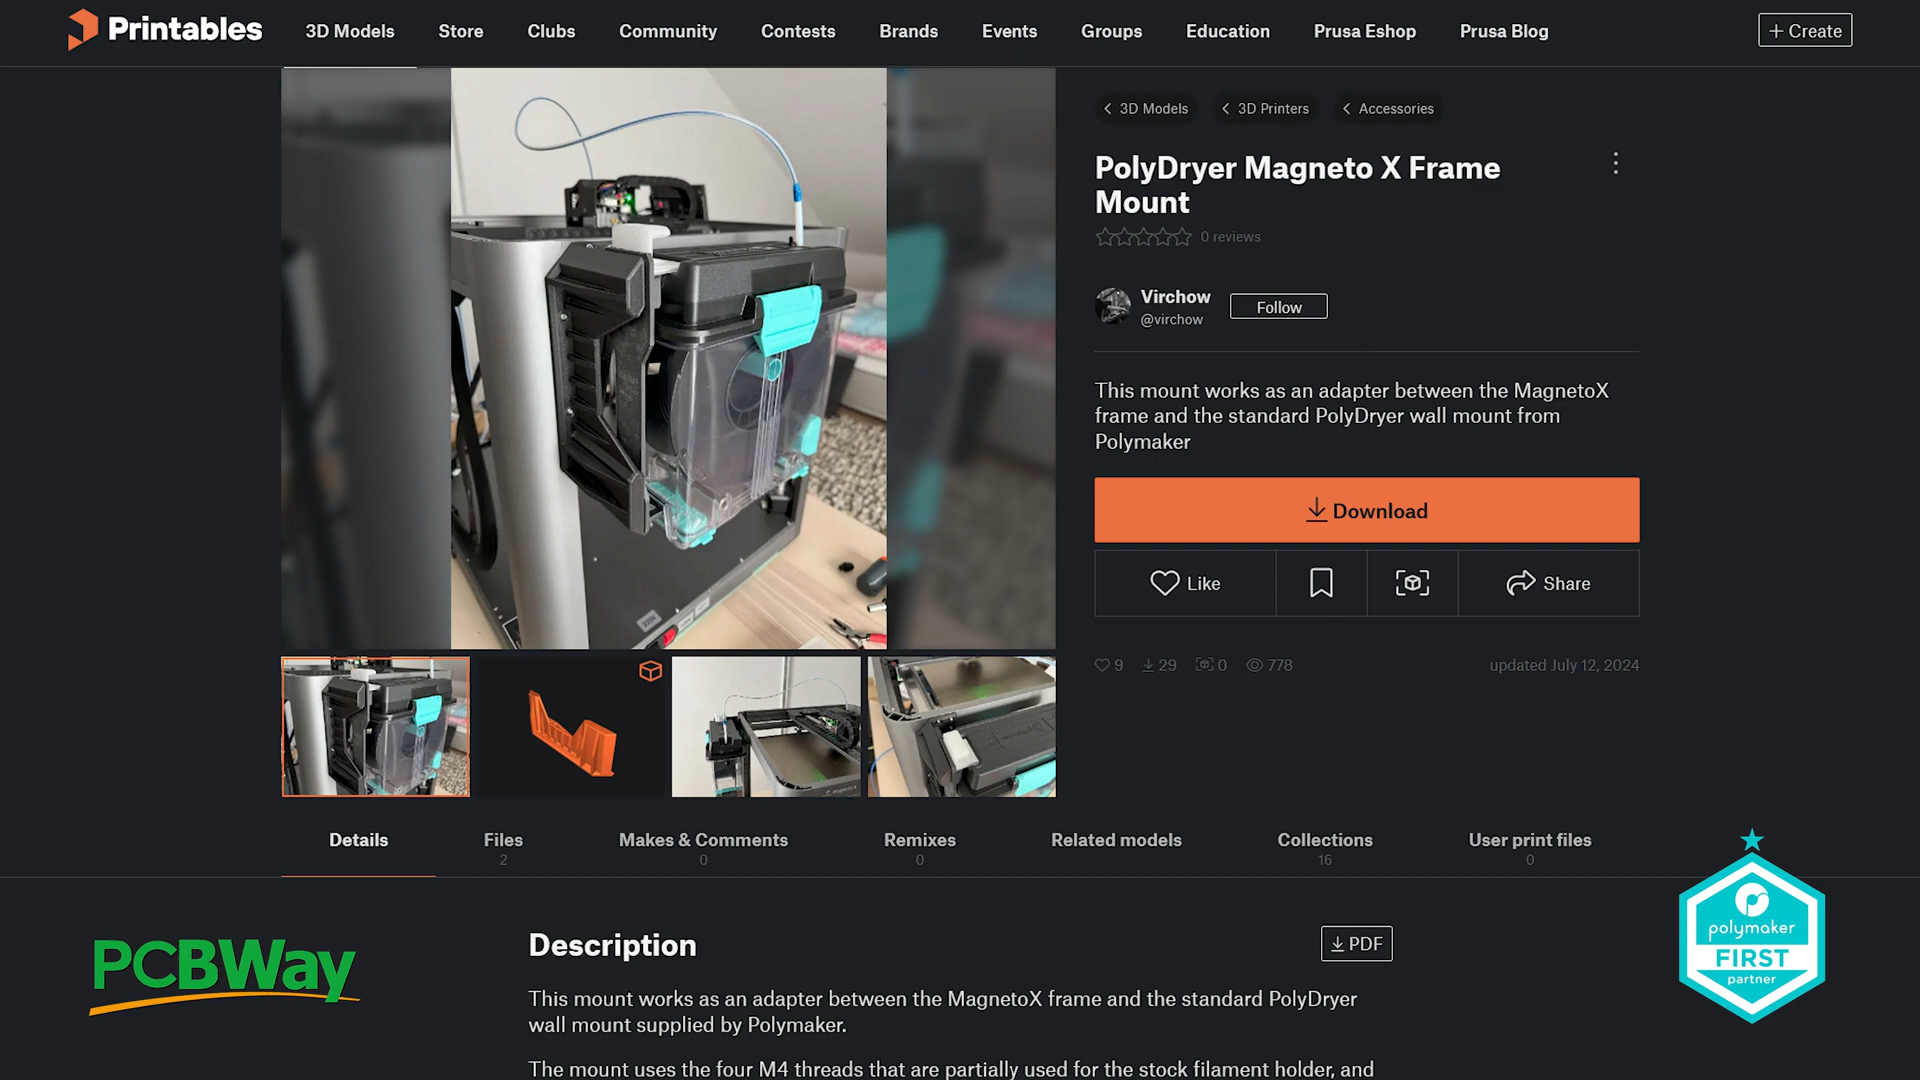 Printables
3D Models
Store
Clubs
Community
Contests
Brands
Events
Groups
Education
Prusa Eshop
Prusa Blog
+ Create
3D Models
3D Printers
Accessories
PolyDryer Magneto X Frame
Mount
0 reviews
Virchow
@virchow
Follow
This mount works as an adapter between the MagnetoX
frame and the standard PolyDryer wall mount from
Polymaker
Download
Like
Share
9
29
0
778
updated July 12, 2024
Details
Files
2
Makes & Comments
0
Remixes
0
Related models
Collections
16
User print files
0
PCBWay
Description
PDF
This mount works as an adapter between the MagnetoX frame and the standard PolyDryer
wall mount supplied by Polymaker.
The mount uses the four M4 threads that are partially used for the stock filament holder, and
polymaker
FIRST
partner